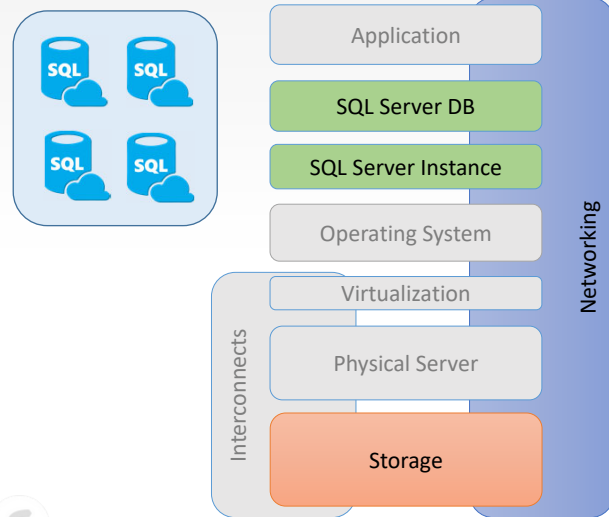 SQL
SQL
SQL
SQL
Application
SQL Server DB
SQL Server Instance
Operating System
Virtualization
Physical Server
Storage
Interconnects
Networking